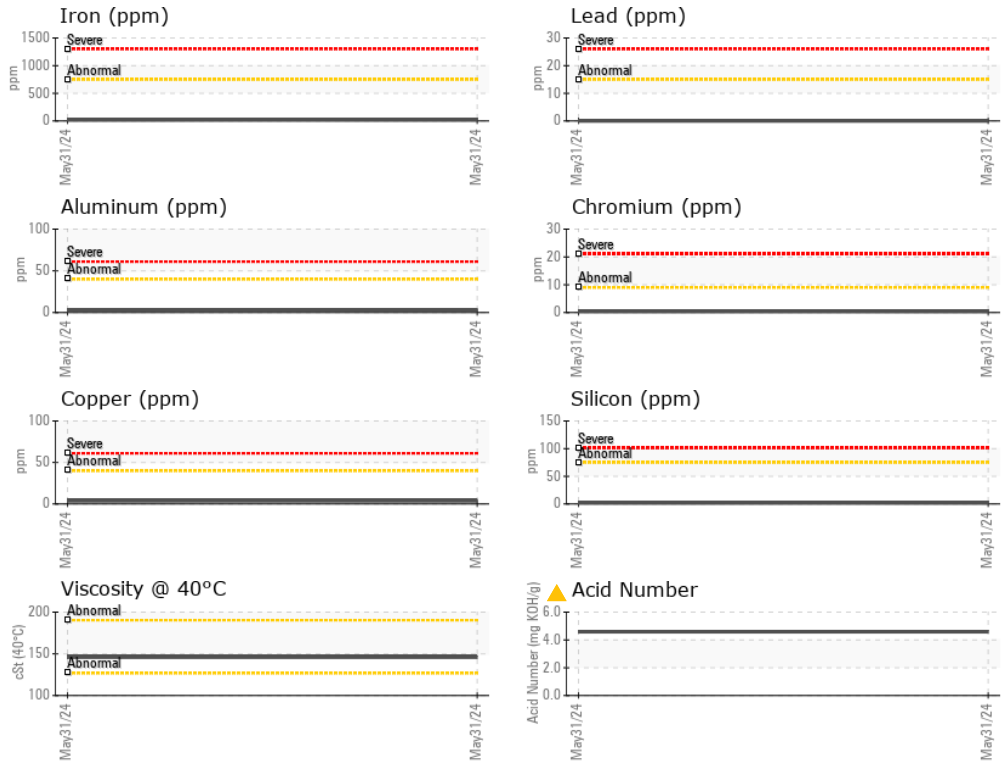 Iron (ppm)
1500
1000
500
0
ppm
Severe
Abnormal
May31/24
May31/24
Lead (ppm)
30
20
10
0
ppm
Severe
Abnormal
May31/24
May31/24
Aluminum (ppm)
100
50
0
ppm
Severe
Abnormal
May31/24
May31/24
Chromium (ppm)
30
20
10
0
ppm
Severe
Abnormal
May31/24
May31/24
Copper (ppm)
100
50
0
ppm
Severe
Abnormal
May31/24
May31/24
Silicon (ppm)
150
100
50
0
ppm
Severe
Abnormal
May31/24
May31/24
Viscosity @ 40°C
200
150
100
cSt (40°C)
Abnormal
Abnormal
May31/24
May31/24
Acid Number
6.0
4.0
2.0
0.0
Acid Number (mg KOH/g)
May31/24
May31/24